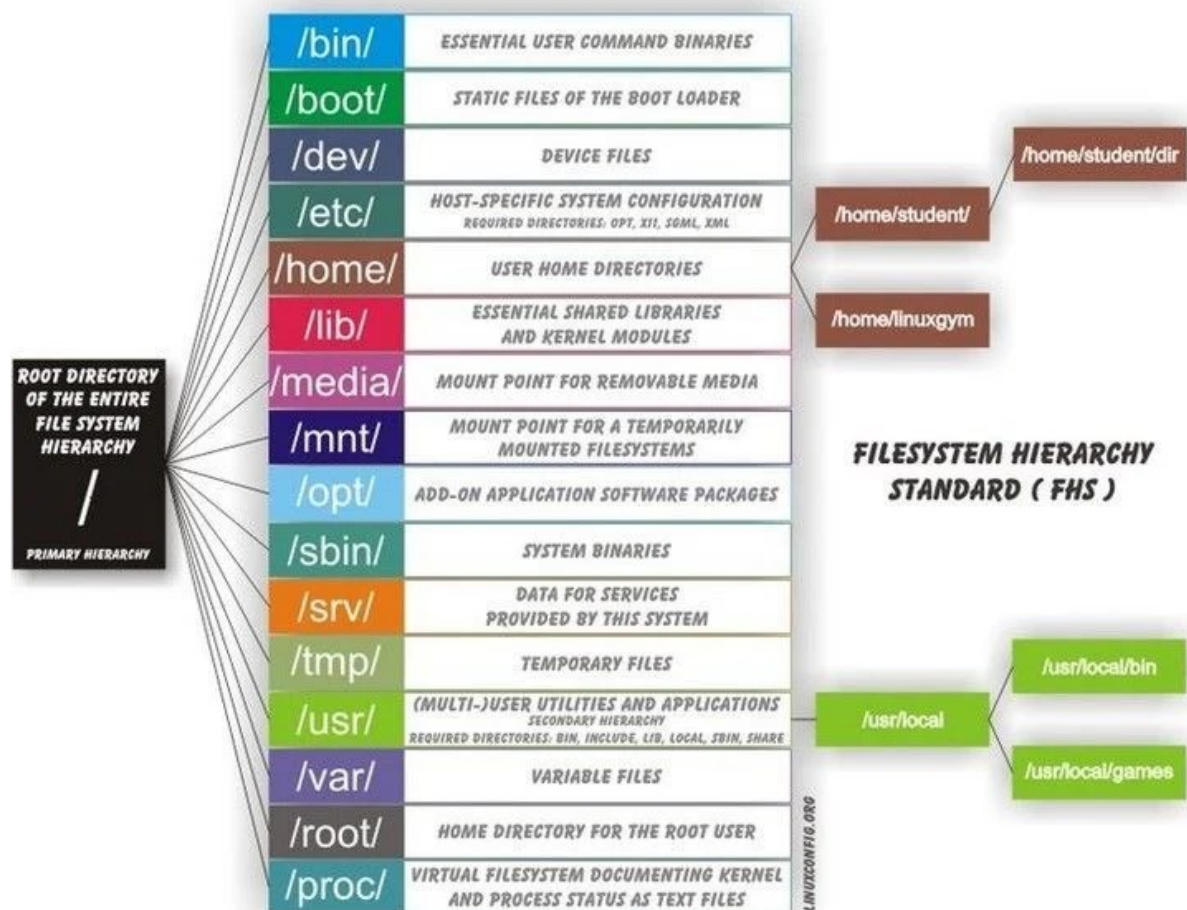 ROOT DIRECTORY
OF THE ENTIRE
FILE SYSTEM
HIERARCHY
/
PRIMARY HIERARCHY
/bin/
ESSENTIAL USER COMMAND BINARIES
/boot/
STATIC FILES OF THE BOOT LOADER
/dev/
DEVICE FILES
/etc/
HOST-SPECIFIC SYSTEM CONFIGURATION
REQUIRED DIRECTORIES: OPT, XII, SGML, XML
/home/
USER HOME DIRECTORIES
/lib/
ESSENTIAL SHARED LIBRARIES
AND KERNEL MODULES
/media/
MOUNT POINT FOR REMOVABLE MEDIA
/mnt/
MOUNT POINT FOR A TEMPORARILY
MOUNTED FILESYSTEMS
/opt/
ADD-ON APPLICATION SOFTWARE PACKAGES
/sbin/
SYSTEM BINARIES
/srv/
DATA FOR SERVICES
PROVIDED BY THIS SYSTEM
/tmp/
TEMPORARY FILES
/usr/
(MULTI-)USER UTILITIES AND APPLICATIONS
SECONDARY HIERARCHY
REQUIRED DIRECTORIES: BIN, INCLUDE, LIB, LOCAL, SBIN, SHARE
/var/
VARIABLE FILES
/root/
HOME DIRECTORY FOR THE ROOT USER
/proc/
VIRTUAL FILESYSTEM DOCUMENTING KERNEL
AND PROCESS STATUS AS TEXT FILES
/home/student/
/home/student/dir
/home/linuxgym
FILESYSTEM HIERARCHY
STANDARD ( FHS )
/usr/local
/usr/local/bin
/usr/local/games
LINUXCONFIG.ORG